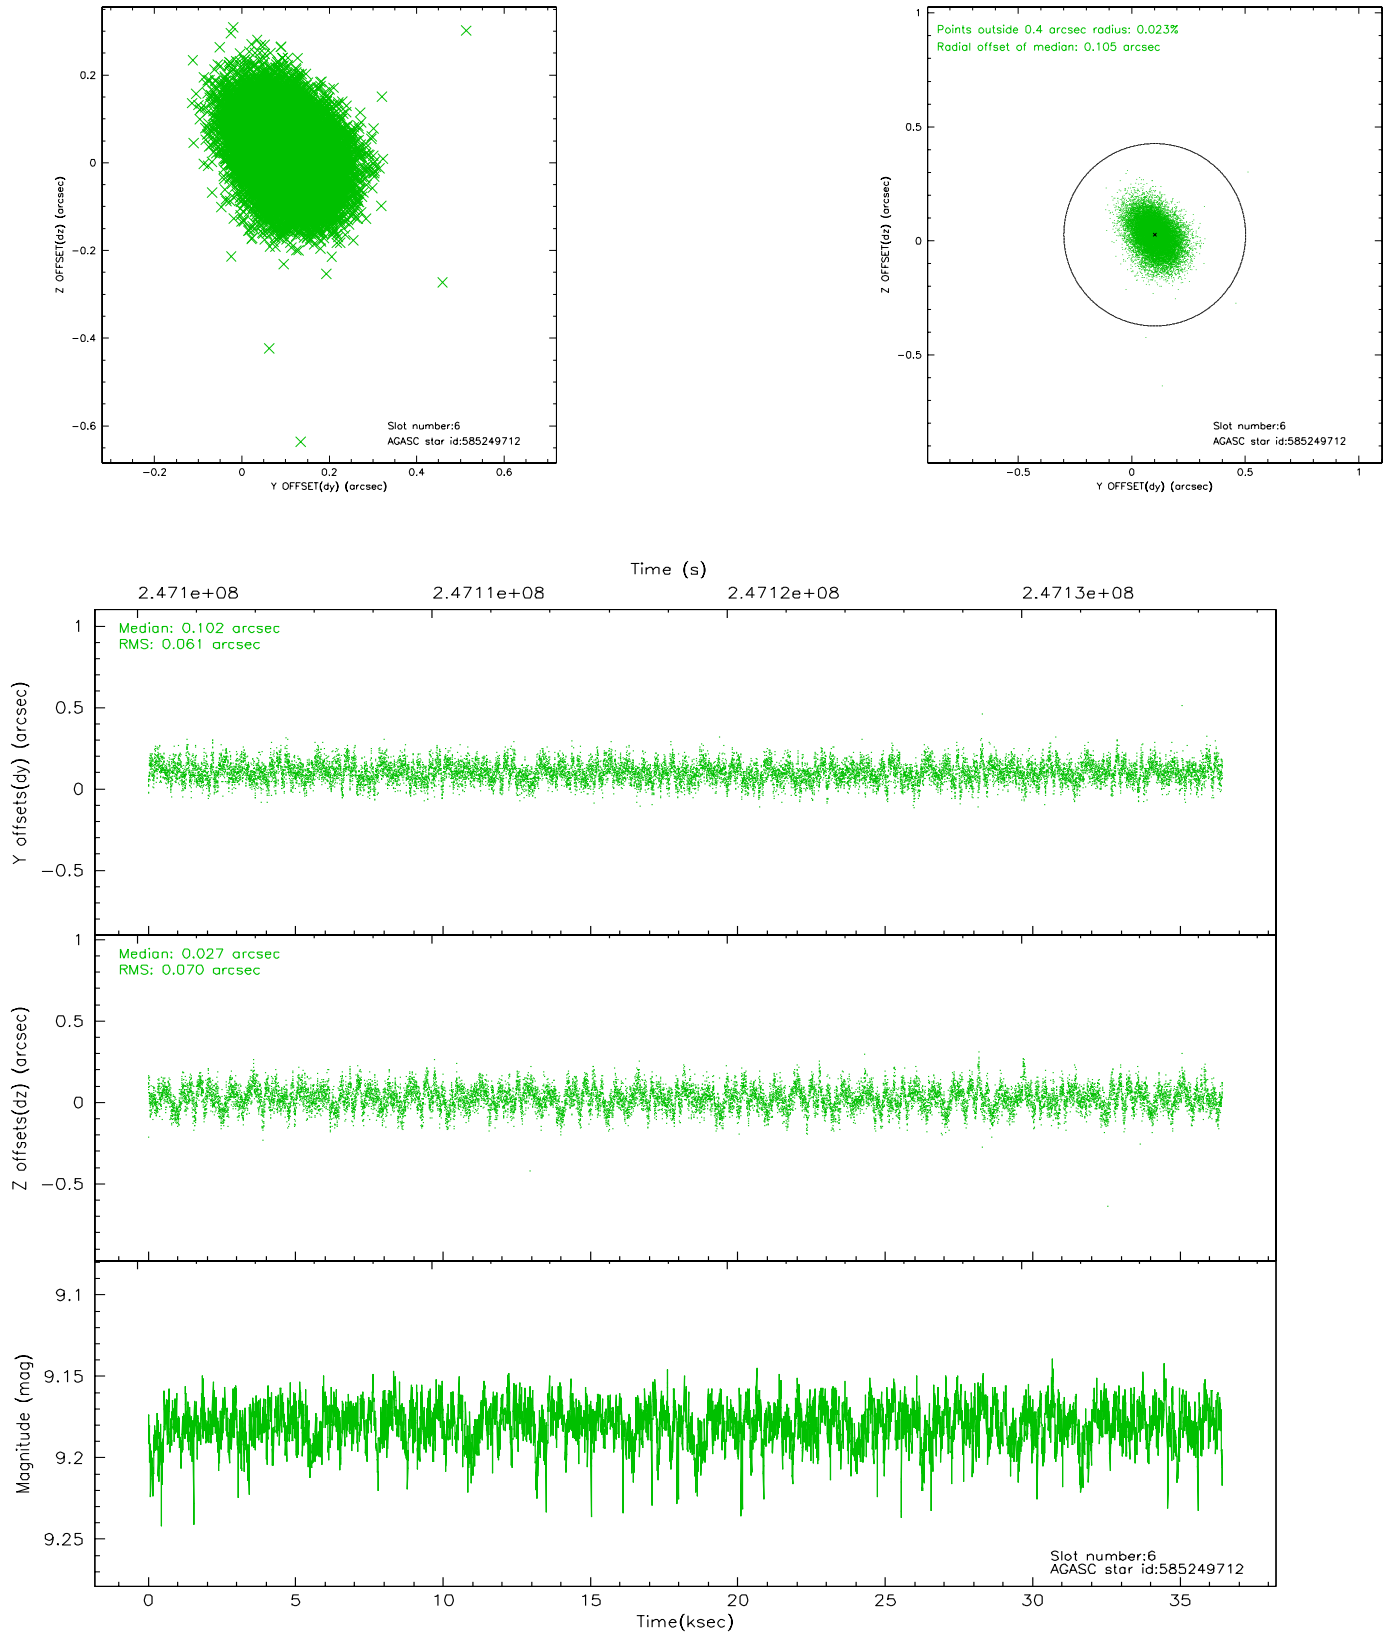 0.2
0
−0.2
−0.4
−0.6
Z OFFSET(dz) (arcsec)
Slot number:6
AGASC star id:585249712
−0.2
0
0.2
0.4
0.6
Y OFFSET(dy) (arcsec)
Points outside 0.4 arcsec radius: 0.023%
Radial offset of median: 0.105 arcsec
1
0.5
0
−0.5
Z OFFSET(dz) (arcsec)
Slot number:6
AGASC star id:585249712
−0.5
0
0.5
1
Y OFFSET(dy) (arcsec)
Time (s)
2.471e+08
2.4711e+08
2.4712e+08
2.4713e+08
Median: 0.102 arcsec
RMS: 0.061 arcsec
1
0.5
0
−0.5
Y offsets(dy) (arcsec)
Median: 0.027 arcsec
RMS: 0.070 arcsec
1
0.5
0
−0.5
Z offsets(dz) (arcsec)
9.1
9.15
9.2
9.25
Magnitude (mag)
Slot number:6
AGASC star id:585249712
0
5
10
15
20
25
30
35
Time(ksec)